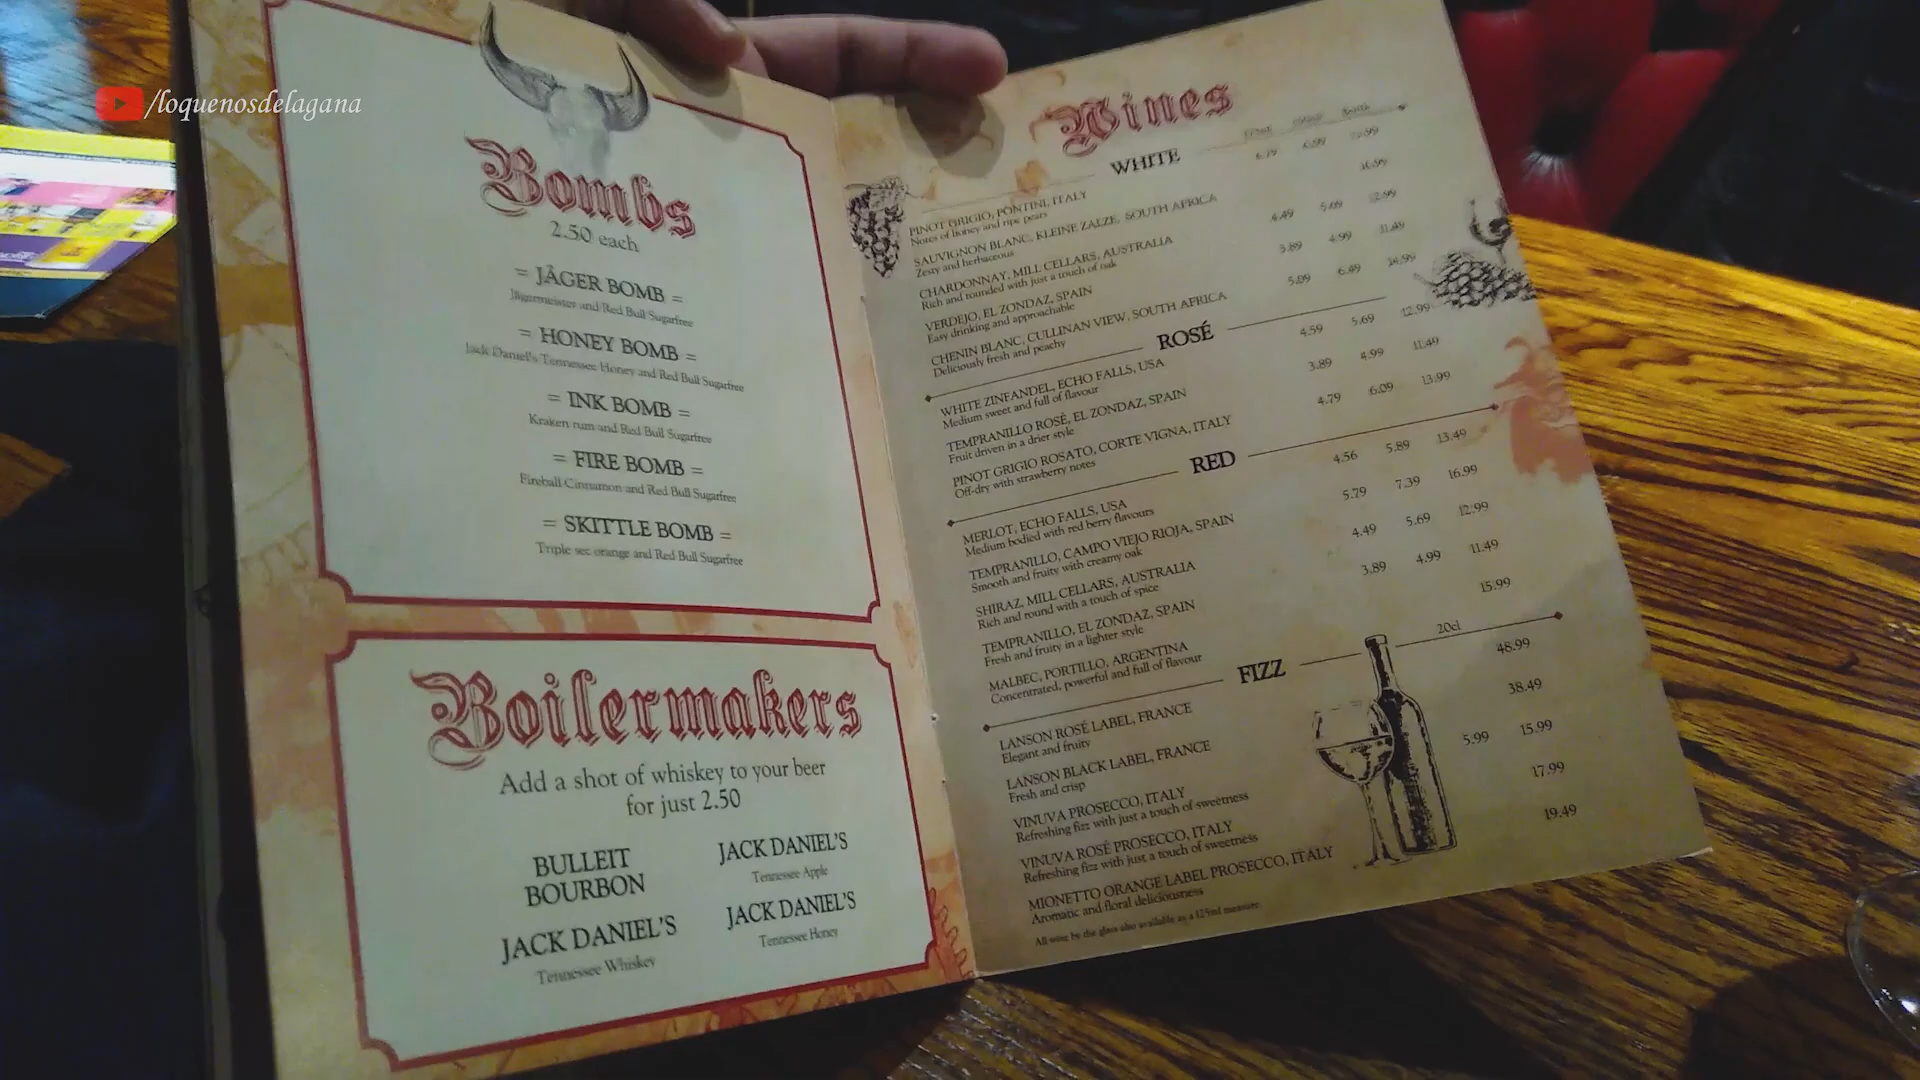 /loquenosdelagana
Bombs
2.50 each
= JÄGER BOMB =
Jägermeister and Red Bull Sugarfree
= HONEY BOMB =
Jack Daniel's Tennessee Honey and Red Bull Sugarfree
= INK BOMB =
Kraken rum and Red Bull Sugarfree
= FIRE BOMB =
Fireball Cinnamon and Red Bull Sugarfree
= SKITTLE BOMB =
Triple sec orange and Red Bull Sugarfree
Boilermakers
Add a shot of whiskey to your beer
for just 2.50
BULLEIT
BOURBON
JACK DANIEL'S
Tennessee Whiskey
JACK DANIEL'S
Tennessee Apple
JACK DANIEL'S
Tennessee Honey
Wines
WHITE
PINOT GRIGIO, PONTINI, ITALY
Notes of honey and ripe pears
SAUVIGNON BLANC, KLEINE ZALZE, SOUTH AFRICA
Zesty and herbaceous
CHARDONNAY, MILL CELLARS, AUSTRALIA 4.49 5.69 12.99
Rich and rounded with just a touch of oak
VERDEJO, EL ZONDAZ, SPAIN 3.89 4.99 11.49
Easy drinking and approachable
CHENIN BLANC, CULLINAN VIEW, SOUTH AFRICA 5.09 6.49 14.99
Deliciously fresh and peachy
ROSÉ
WHITE ZINFANDEL, ECHO FALLS, USA 4.59 5.69 12.99
Medium sweet and full of flavour
TEMPRANILLO ROSÉ, EL ZONDAZ, SPAIN 3.89 4.99 11.49
Fruit driven in a drier style
PINOT GRIGIO ROSATO, CORTE VIGNA, ITALY 4.79 6.09 13.99
Off-dry with strawberry notes
RED
MERLOT, ECHO FALLS, USA 4.56 5.89 13.49
Medium bodied with red berry flavours
TEMPRANILLO, CAMPO VIEJO RIOJA, SPAIN 5.79 7.39 16.99
Smooth and fruity with creamy oak
SHIRAZ, MILL CELLARS, AUSTRALIA 4.49 5.69 12.99
Rich and round with a touch of spice
TEMPRANILLO, EL ZONDAZ, SPAIN 3.89 4.99 11.49
Fresh and fruity in a lighter style
MALBEC, PORTILLO, ARGENTINA 15.99
Concentrated, powerful and full of flavour
FIZZ 20cl
LANSON ROSÉ LABEL, FRANCE 48.99
Elegant and fruity
LANSON BLACK LABEL, FRANCE 38.49
Fresh and crisp
VINUVA PROSECCO, ITALY 5.99 15.99
Refreshing fizz with just a touch of sweetness
VINUVA ROSÉ PROSECCO, ITALY 17.99
Refreshing fizz with just a touch of sweetness
MIONETTO ORANGE LABEL PROSECCO, ITALY 19.49
Aromatic and floral deliciousness
All wine by the glass also available as a 125ml measure.